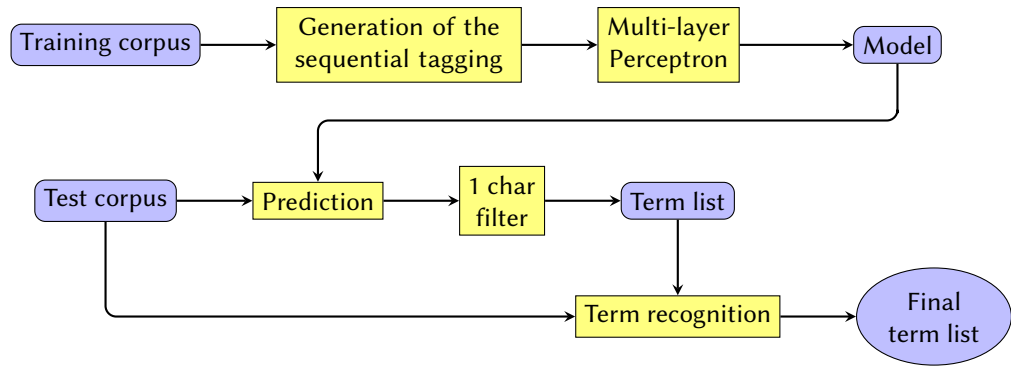 Training corpus
Generation of the
sequential tagging
Multi-layer
Perceptron
Model
Test corpus
Prediction
1 char
filter
Term list
Term recognition
Final
term list